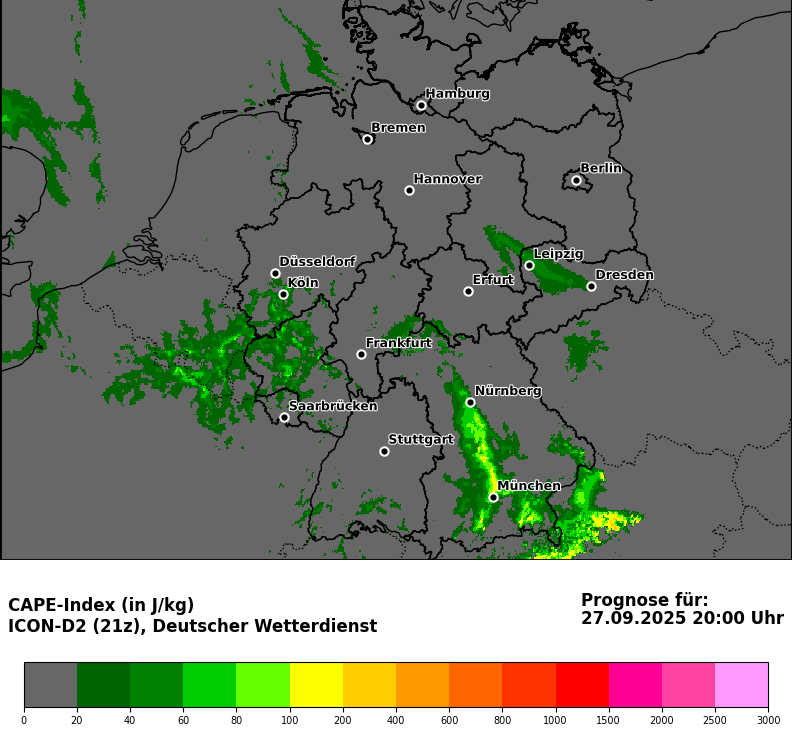 Hamburg
Bremen
Berlin
Hannover
Leipzig
Düsseldorf
Köln
Erfurt
Dresden
Frankfurt
Nürnberg
Saarbrücken
Stuttgart
München
CAPE-Index (in J/kg)
ICON-D2 (21z), Deutscher Wetterdienst
Prognose für:
27.09.2025 20:00 Uhr
0 20 40 60 80 100 200 400 600 800 1000 1500 2000 2500 3000